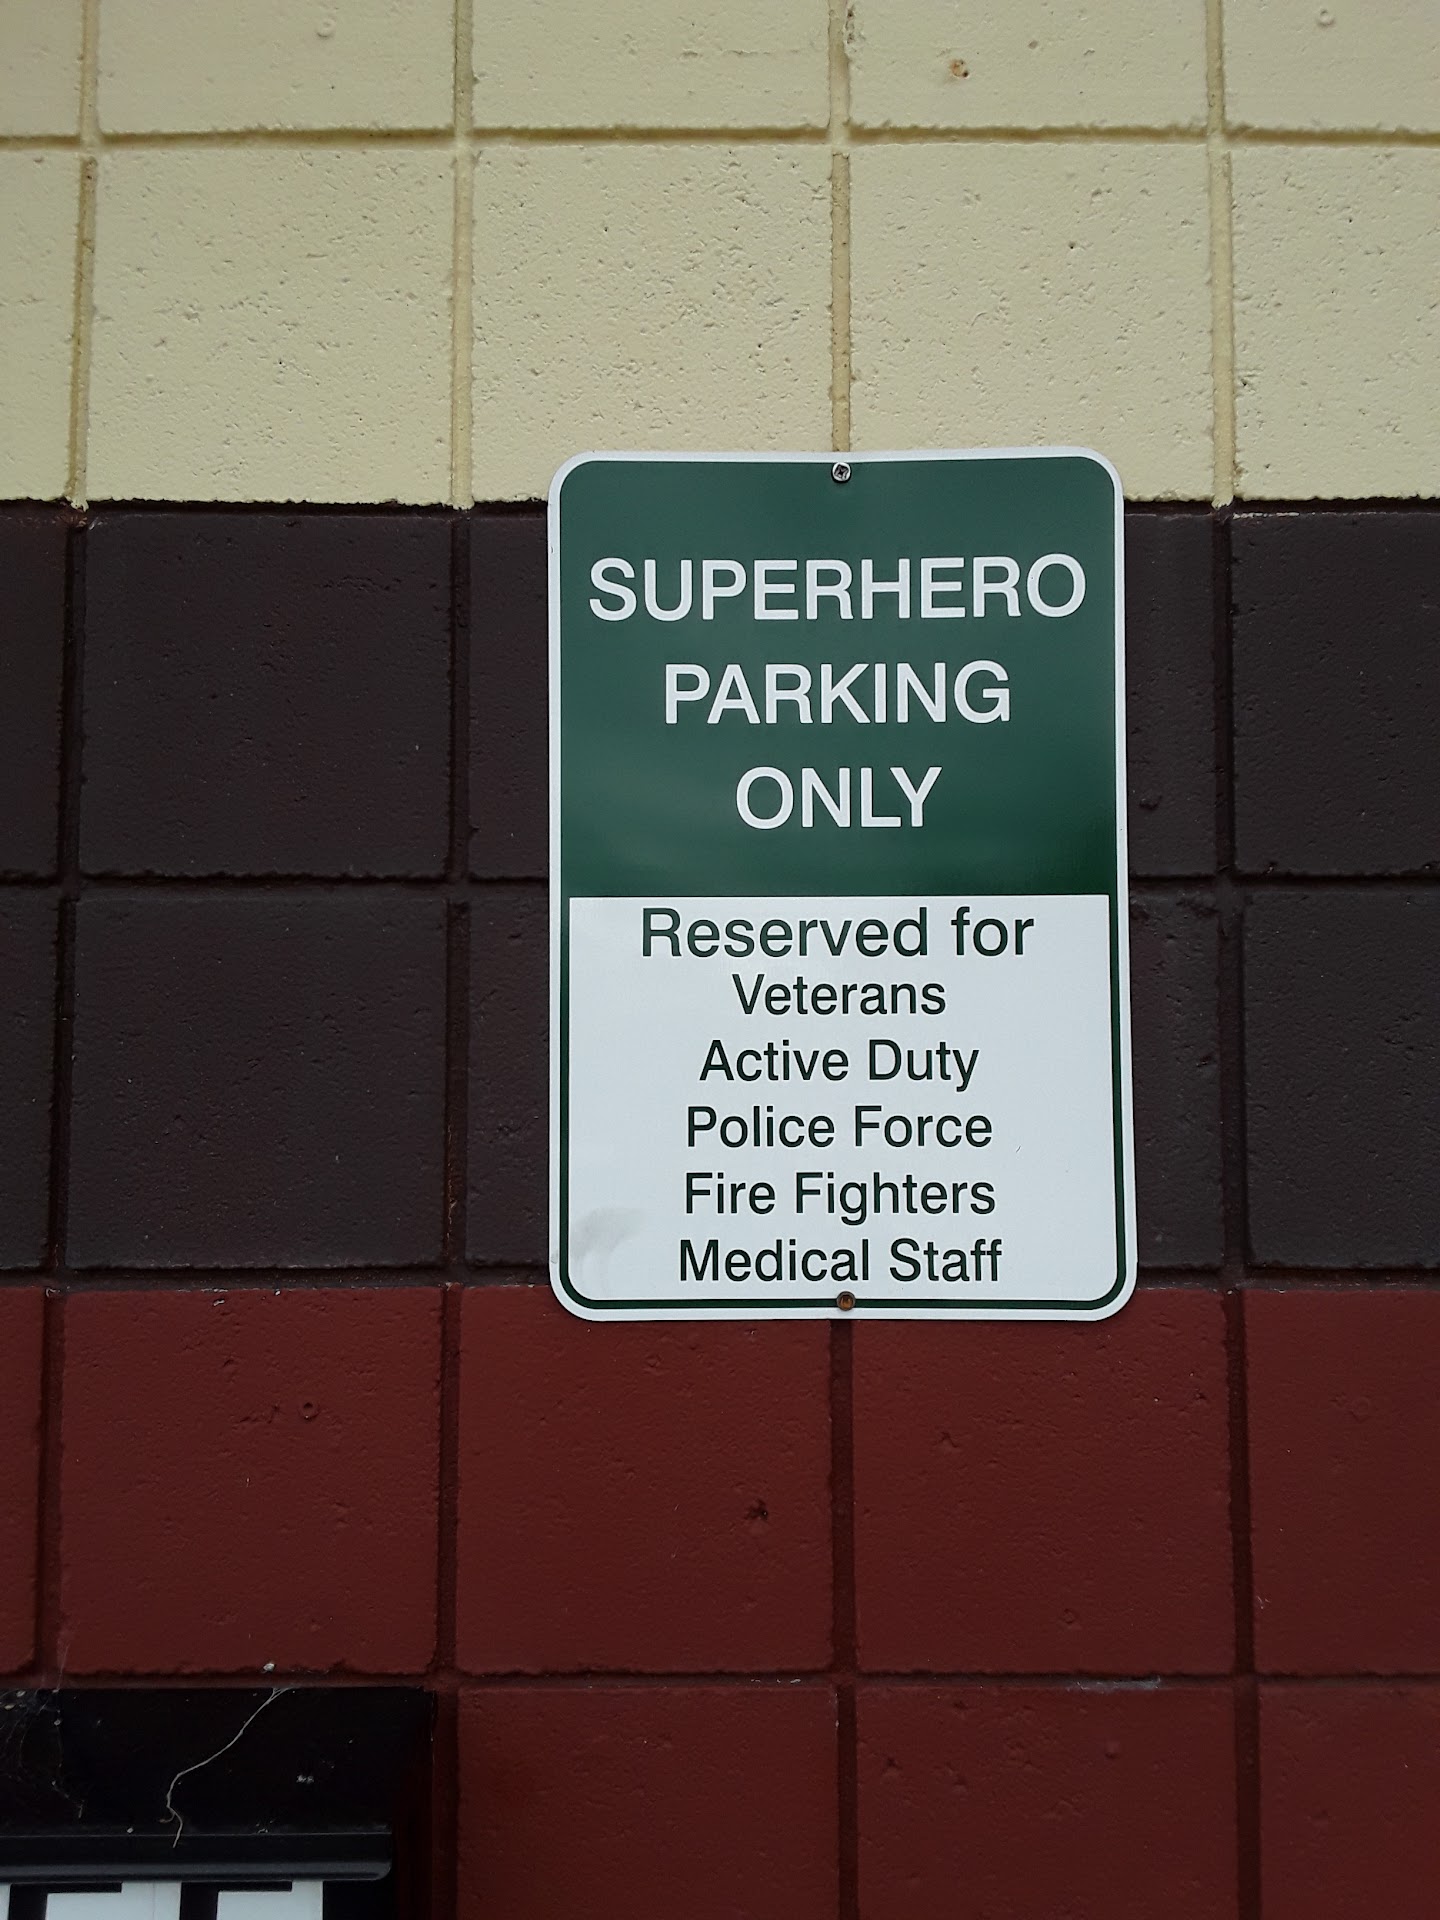 SUPERHERO
PARKING
ONLY
Reserved for
Veterans
Active Duty
Police Force
Fire Fighters
Medical Staff